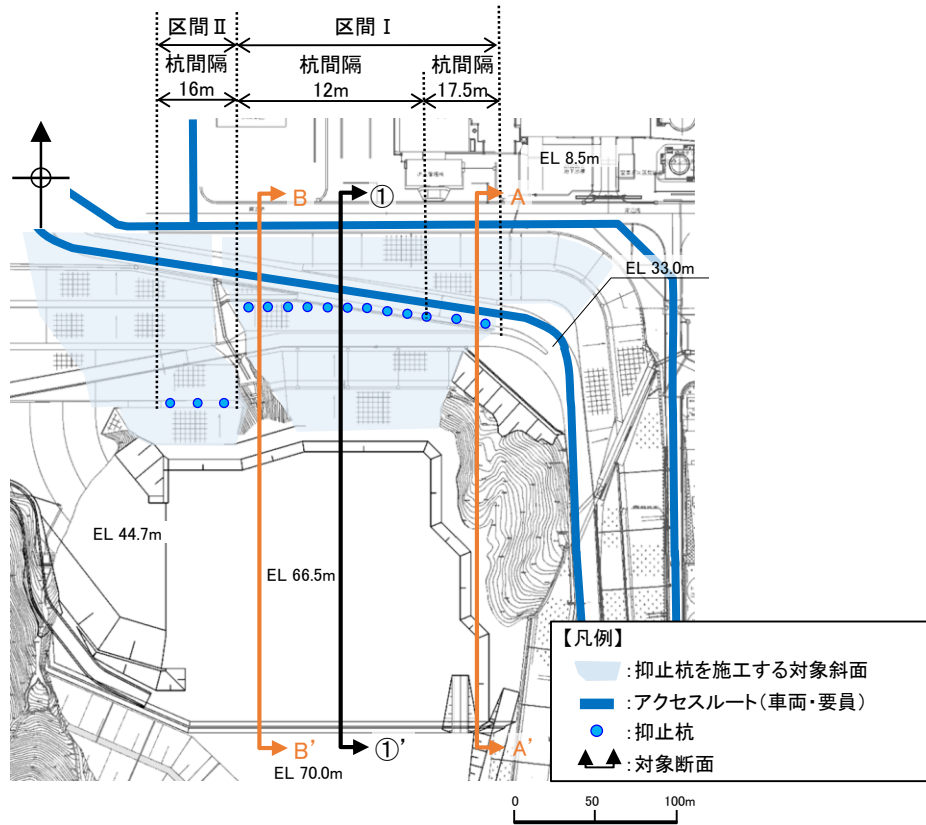 区間Ⅱ 区間Ⅰ
杭間隔 杭間隔 杭間隔
16m 12m 17.5m
EL 8.5m
B ① A
EL 33.0m
EL 44.7m
EL 66.5m
B' ①' A'
EL 70.0m
【凡例】
:抑止杭を施工する対象斜面
:アクセスルート(車両・要員)
:抑止杭
:対象断面
0 50 100m